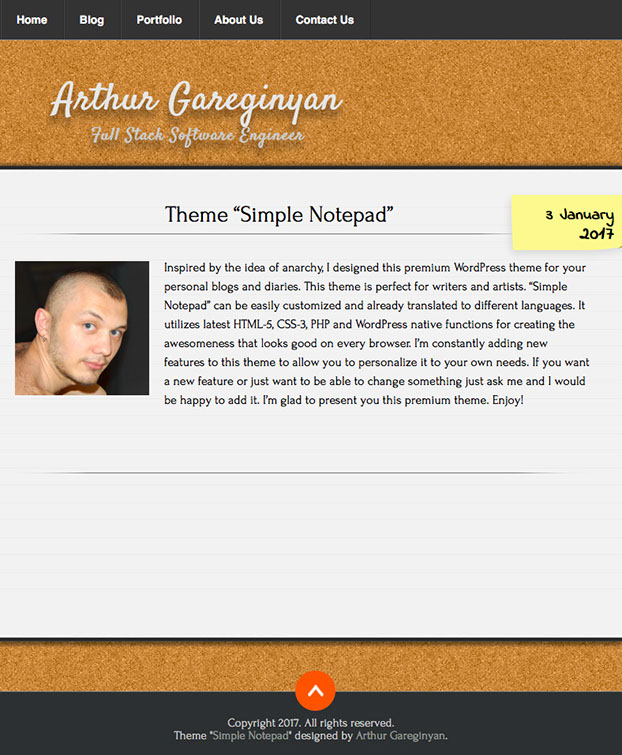 Home Blog Portfolio About Us Contact Us
Arthur Gareginyan
Full Stack Software Engineer
Theme “Simple Notepad”
3 January
2017
Inspired by the idea of anarchy, I designed this premium WordPress theme for your
personal blogs and diaries. This theme is perfect for writers and artists. “Simple
Notepad” can be easily customized and already translated to different languages. It
utilizes latest HTML-5, CSS-3, PHP and WordPress native functions for creating the
awesomeness that looks good on every browser. I’m constantly adding new
features to this theme to allow you to personalize it to your own needs. If you want
a new feature or just want to be able to change something just ask me and I would
be happy to add it. I’m glad to present you this premium theme. Enjoy!
Copyright 2017. All rights reserved.
Theme "Simple Notepad" designed by Arthur Gareginyan.